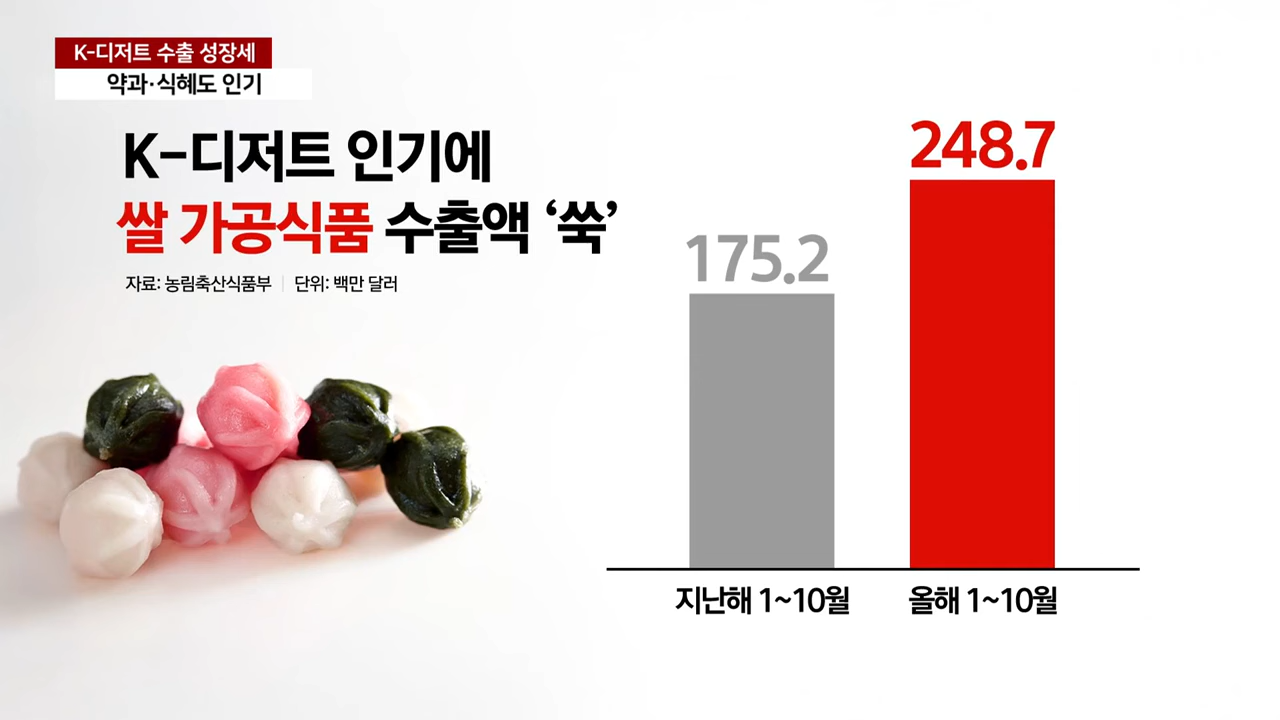 K-디저트 수출 성장세
약과·식혜도 인기
K-디저트 인기에
쌀 가공식품 수출액 ‘쑥’
자료: 농림축산식품부 | 단위: 백만 달러
175.2
248.7
지난해 1~10월
올해 1~10월